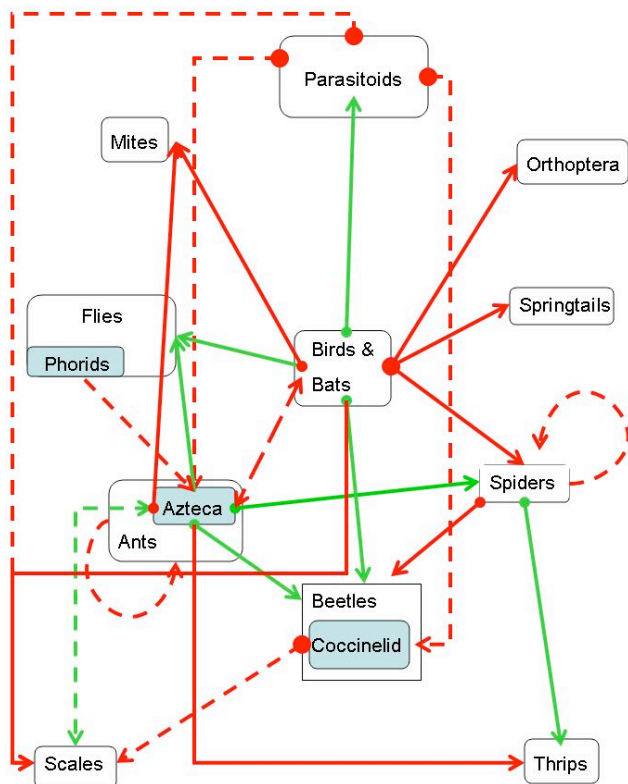 Parasitoids
Mites
Orthoptera
Flies
Springtails
Birds &
Bats
Phorids
Spiders
Azteca
Ants
Beetles
Coccinelid
Scales
Thrips